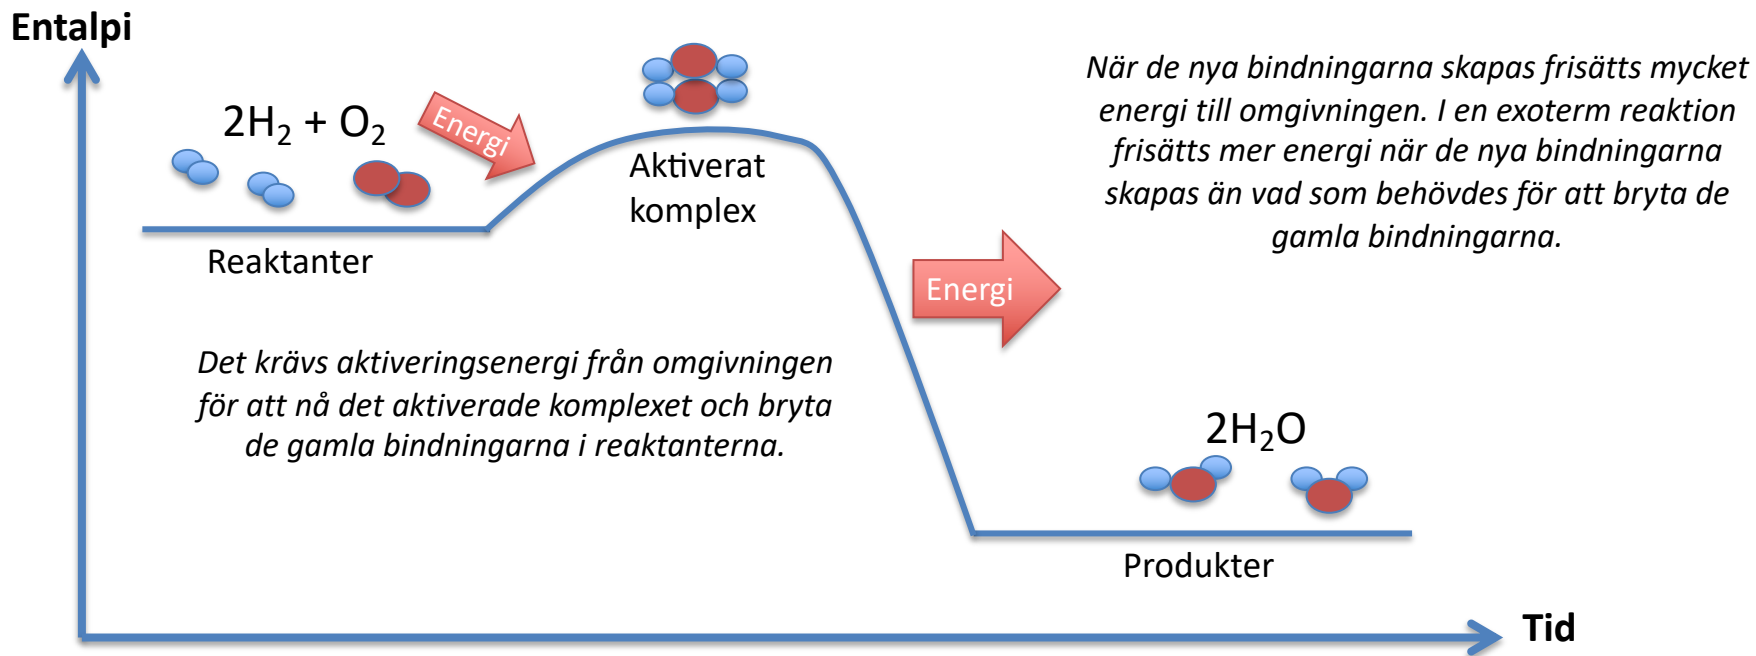 Entalpi
2H₂ + O₂
Energi
Aktiverat
komplex
Reaktanter
När de nya bindningarna skapas frisätts mycket
energi till omgivningen. I en exoterm reaktion
frisätts mer energi när de nya bindningarna
skapas än vad som behövdes för att bryta de
gamla bindningarna.
Energi
Det krävs aktiveringsenergi från omgivningen
för att nå det aktiverade komplexet och bryta
de gamla bindningarna i reaktanterna.
2H₂O
Produkter
Tid